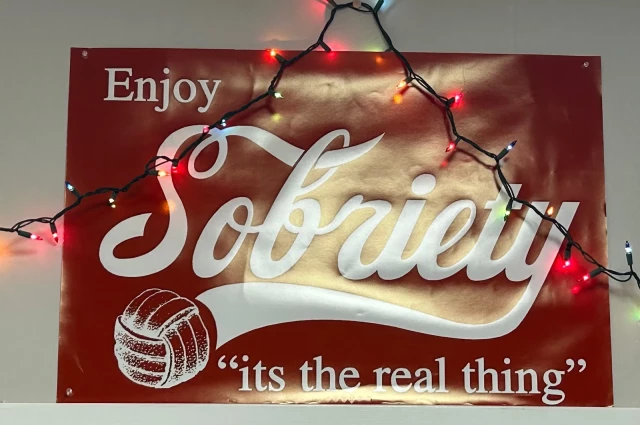 Enjoy
Sobriety
“its the real thing”